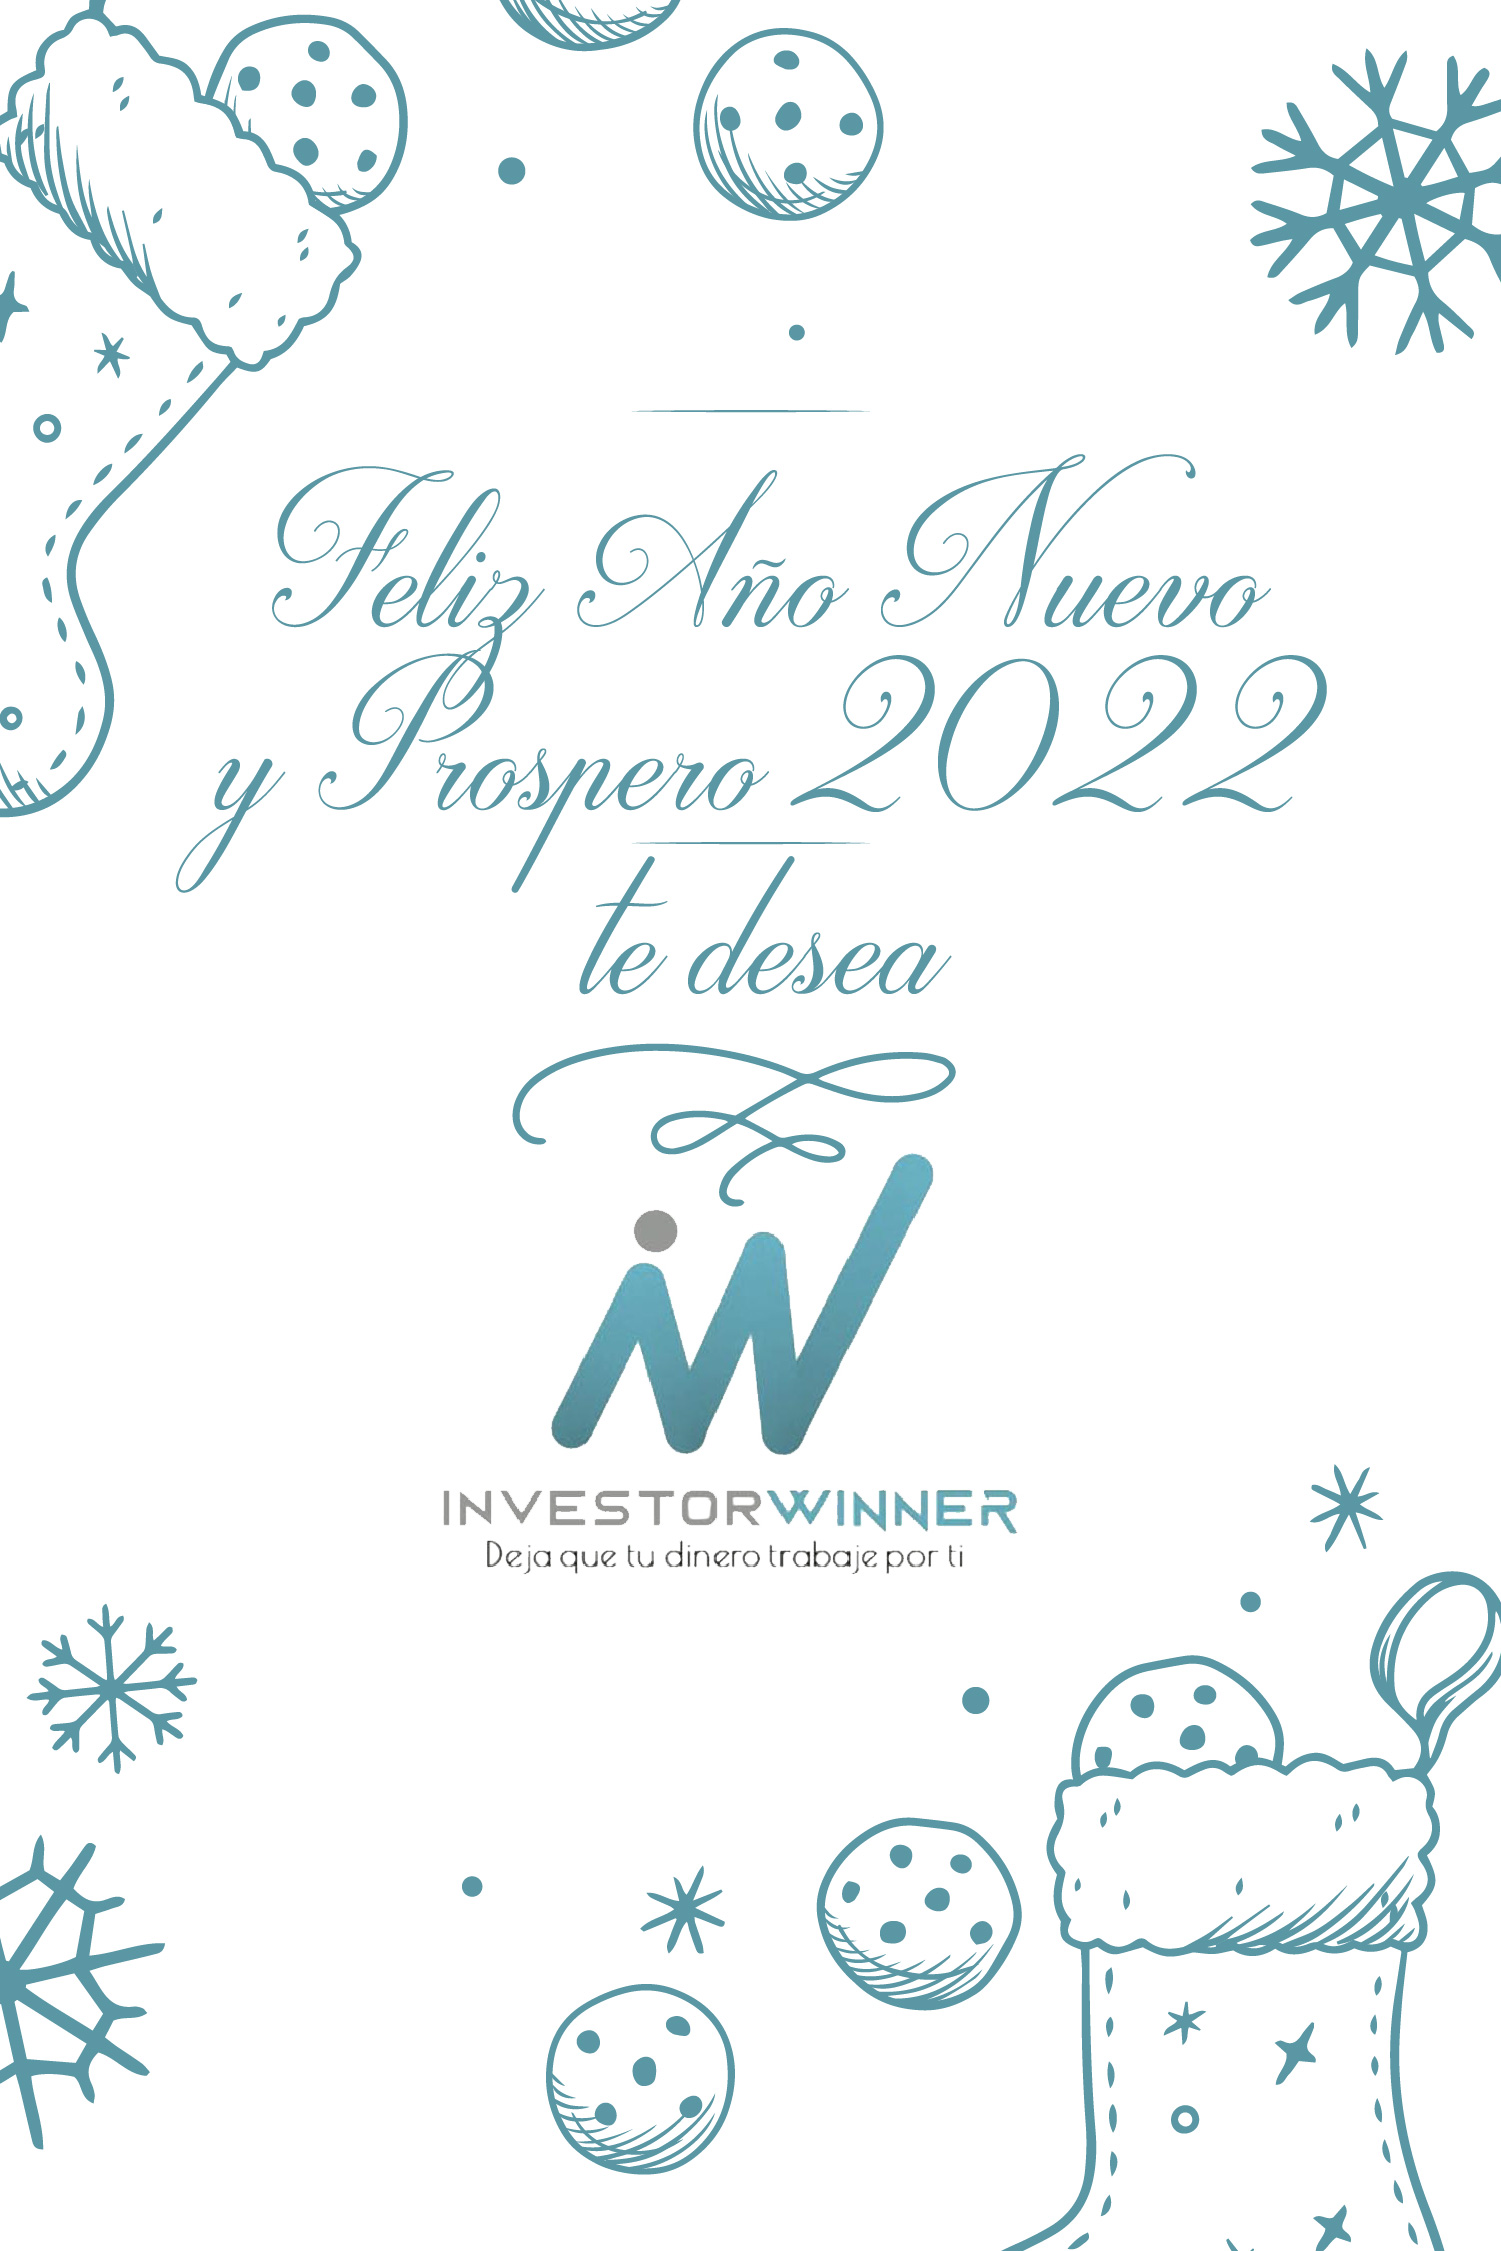 Feliz Año Nuevo
y Prospero 2022
te desea
INVESTORWINNER
Deja que tu dinero trabaje por ti